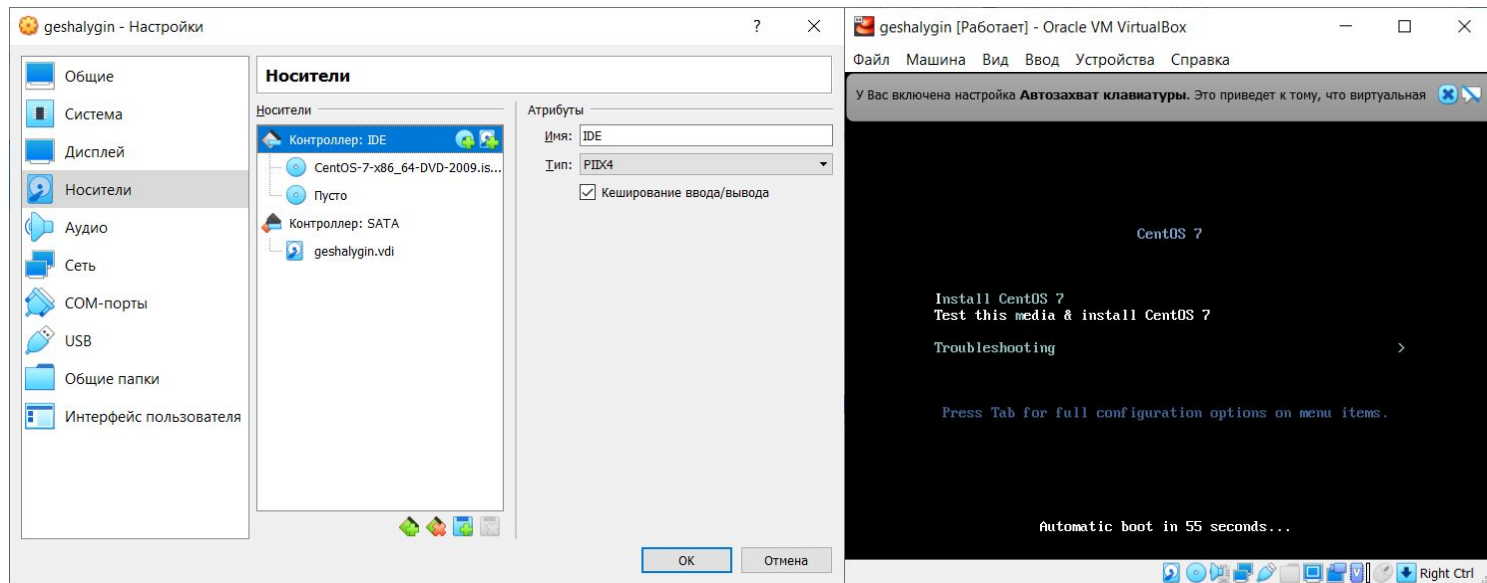 geshalygin - Настройки
?
Общие
Система
Дисплей
Носители
Аудио
Сеть
COM-порты
USB
Общие папки
Интерфейс пользователя
Носители
Носители
Контроллер: IDE
CentOS-7-x86_64-DVD-2009.is...
Пусто
Контроллер: SATA
geshalygin.vdi
Атрибуты
Имя: IDE
Тип: PIIX4
Кеширование ввода/вывода
OK
Отмена
geshalygin [Работает] - Oracle VM VirtualBox
Файл Машина Вид Ввод Устройства Справка
У Вас включена настройка Автозахват клавиатуры. Это приведет к тому, что виртуальная
CentOS 7
Install CentOS 7
Test this media & install CentOS 7
Troubleshooting >
Press Tab for full configuration options on menu items.
Automatic boot in 55 seconds...
Right Ctrl